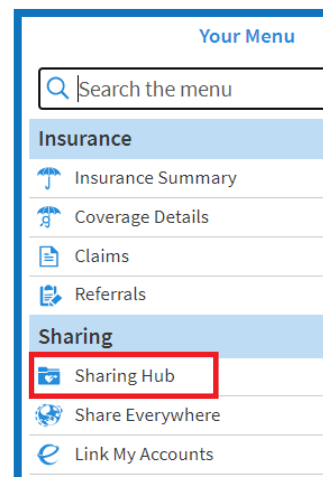 Your Menu
Search the menu
Insurance
Insurance Summary
Coverage Details
Claims
Referrals
Sharing
Sharing Hub
Share Everywhere
Link My Accounts